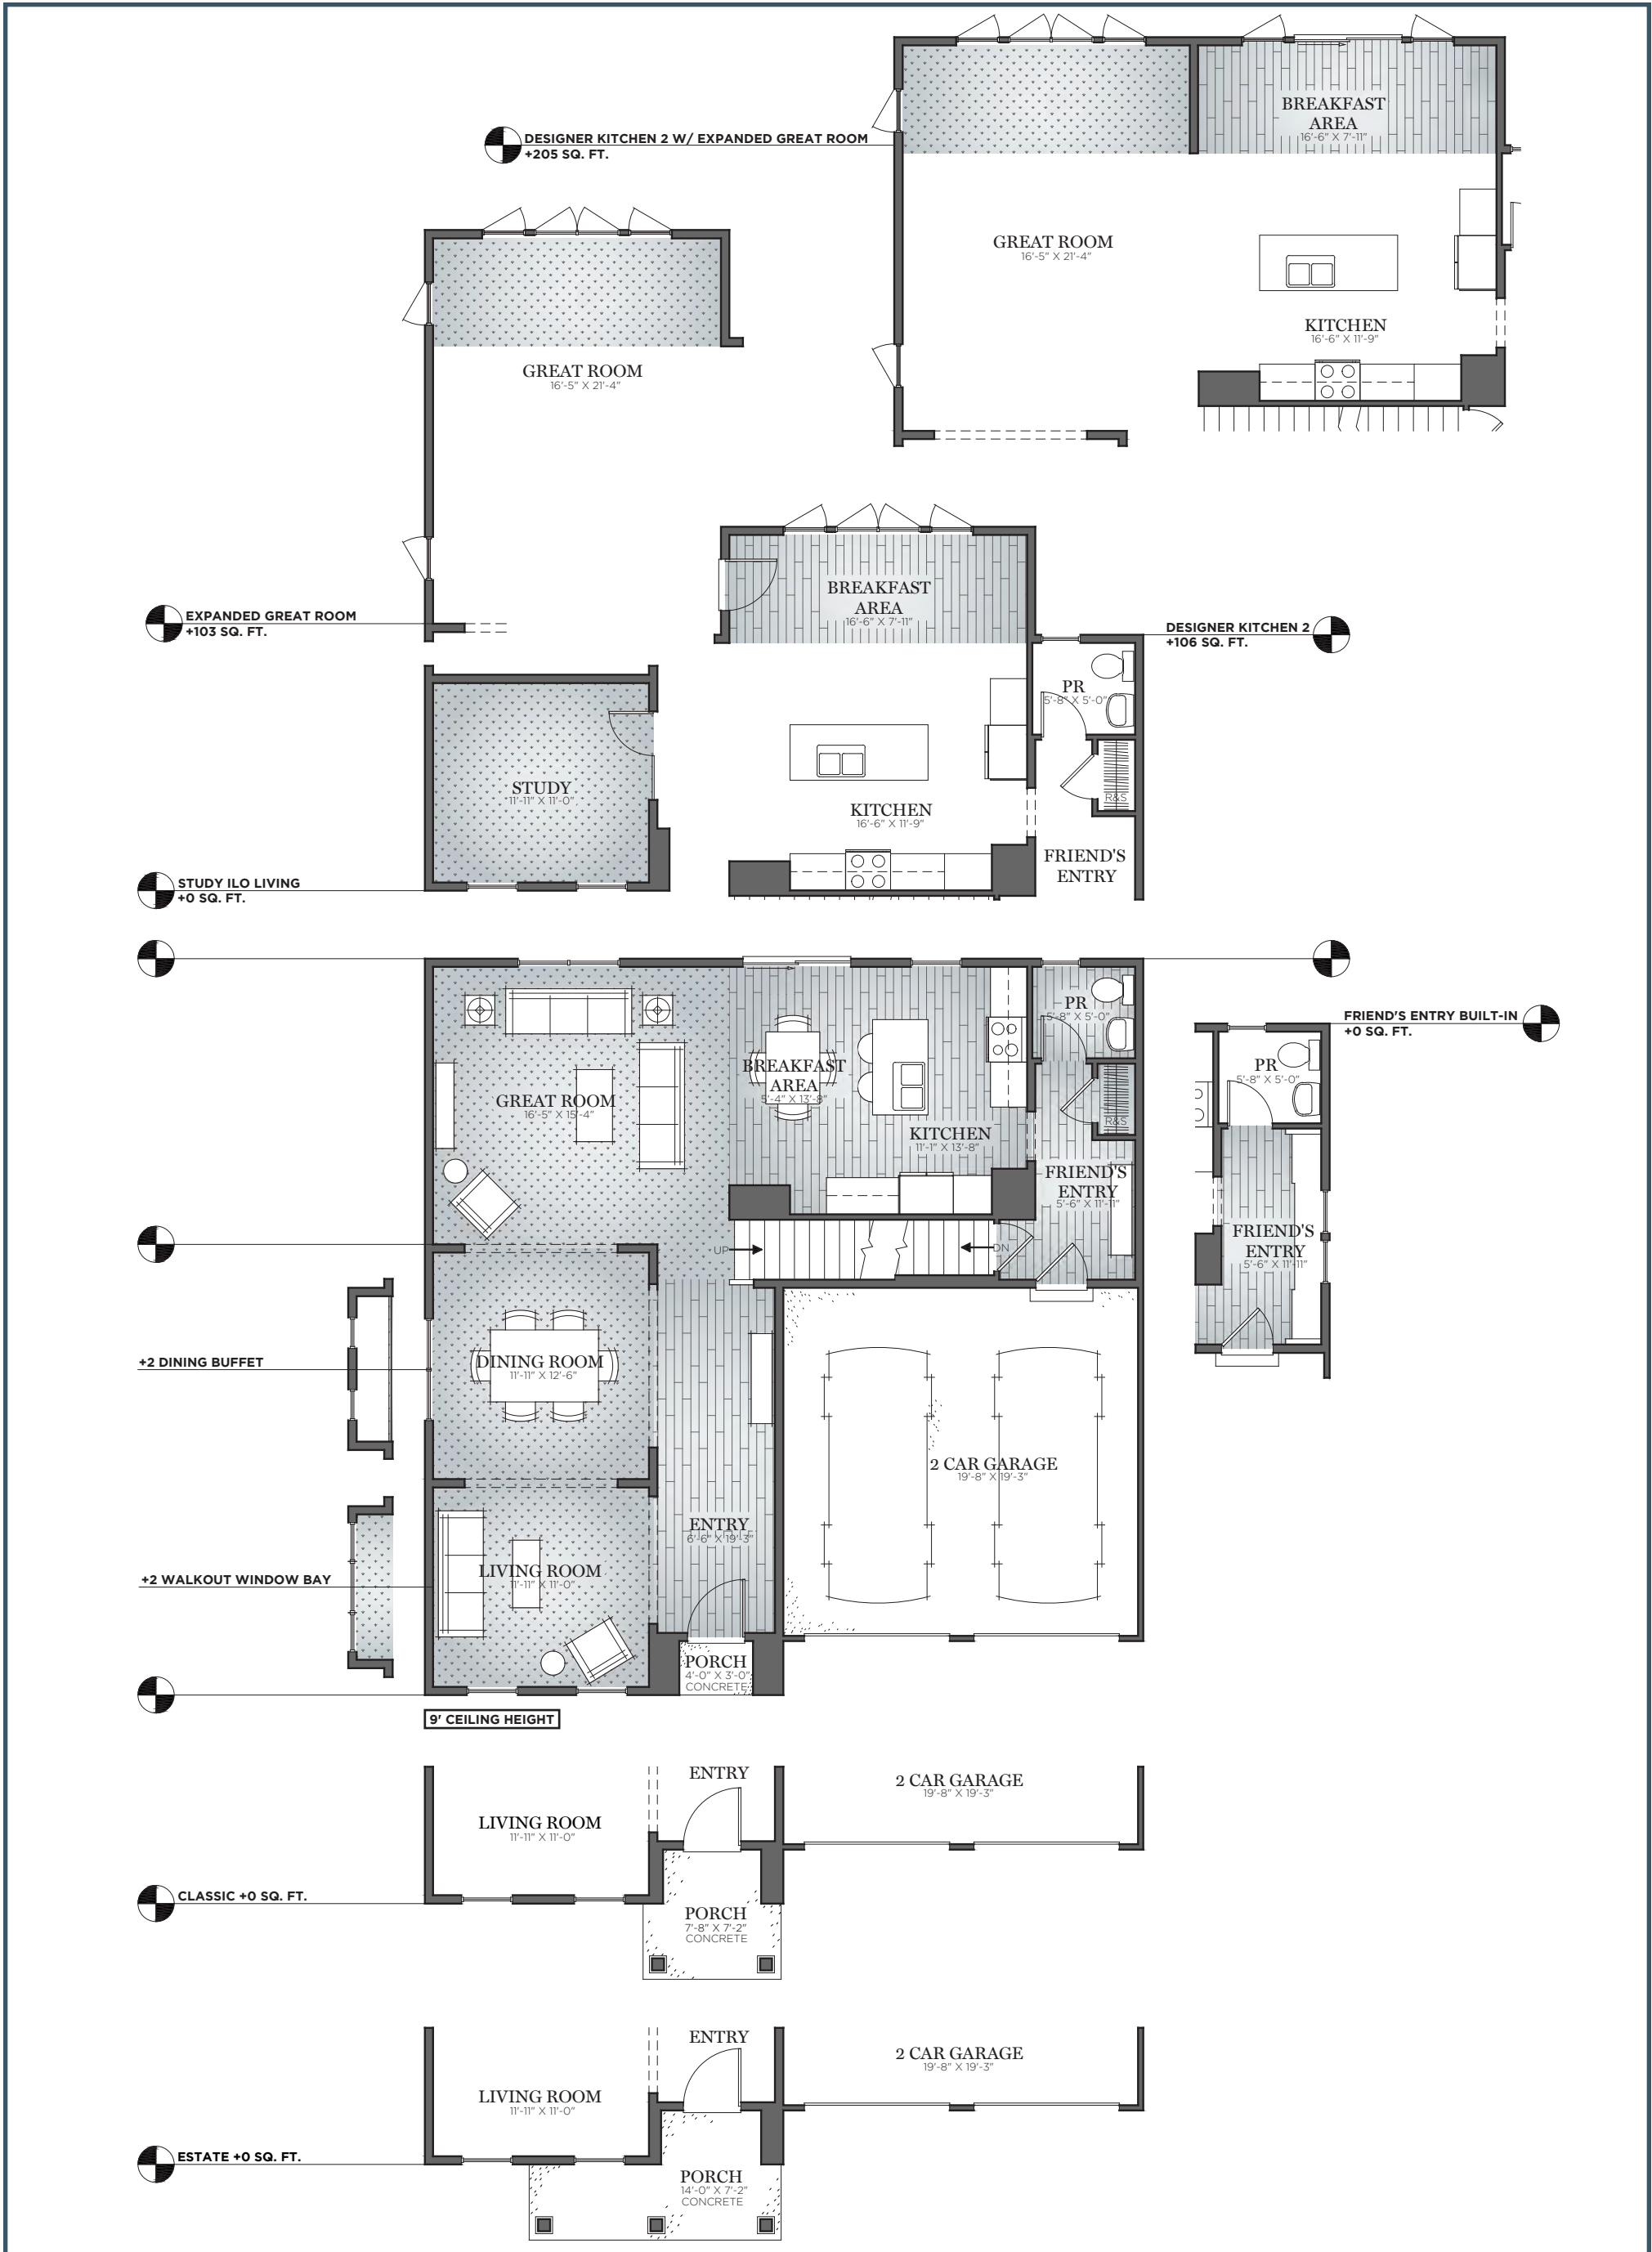 BREAKFAST
AREA
16'-6" X 7'-11"
DESIGNER KITCHEN 2 W/ EXPANDED GREAT ROOM
+205 SQ. FT.
GREAT ROOM
16'-5" X 21'-4"
KITCHEN
16'-6" X 11'-9"
GREAT ROOM
16'-5" X 21'-4"
BREAKFAST
AREA
16'-6" X 7'-11"
EXPANDED GREAT ROOM
+103 SQ. FT.
DESIGNER KITCHEN 2
+106 SQ. FT.
PR
5'-8" X 5'-0"
STUDY
11'-11" X 11'-0"
R&S
KITCHEN
16'-6" X 11'-9"
FRIEND'S
ENTRY
STUDY ILO LIVING
+0 SQ. FT.
PR
5'-8" X 5'-0"
FRIEND'S ENTRY BUILT-IN
+0 SQ. FT.
BREAKFAST
AREA
5'-4" X 13'-8"
GREAT ROOM
16'-5" X 15'-4"
PR
5'-8" X 5'-0"
R&S
KITCHEN
11'-1" X 13'-8"
FRIEND'S
ENTRY
5'-6" X 11'-11"
FRIEND'S
ENTRY
5'-6" X 11'-11"
UP
DN
+2 DINING BUFFET
DINING ROOM
11'-11" X 12'-6"
2 CAR GARAGE
19'-8" X 19'-3"
ENTRY
6'-6" X 19'-3"
+2 WALKOUT WINDOW BAY
LIVING ROOM
11'-11" X 11'-0"
PORCH
4'-0" X 3'-0"
CONCRETE
9' CEILING HEIGHT
ENTRY
2 CAR GARAGE
19'-8" X 19'-3"
LIVING ROOM
11'-11" X 11'-0"
CLASSIC +0 SQ. FT.
PORCH
7'-8" X 7'-2"
CONCRETE
ENTRY
2 CAR GARAGE
19'-8" X 19'-3"
LIVING ROOM
11'-11" X 11'-0"
ESTATE +0 SQ. FT.
PORCH
14'-0" X 7'-2"
CONCRETE